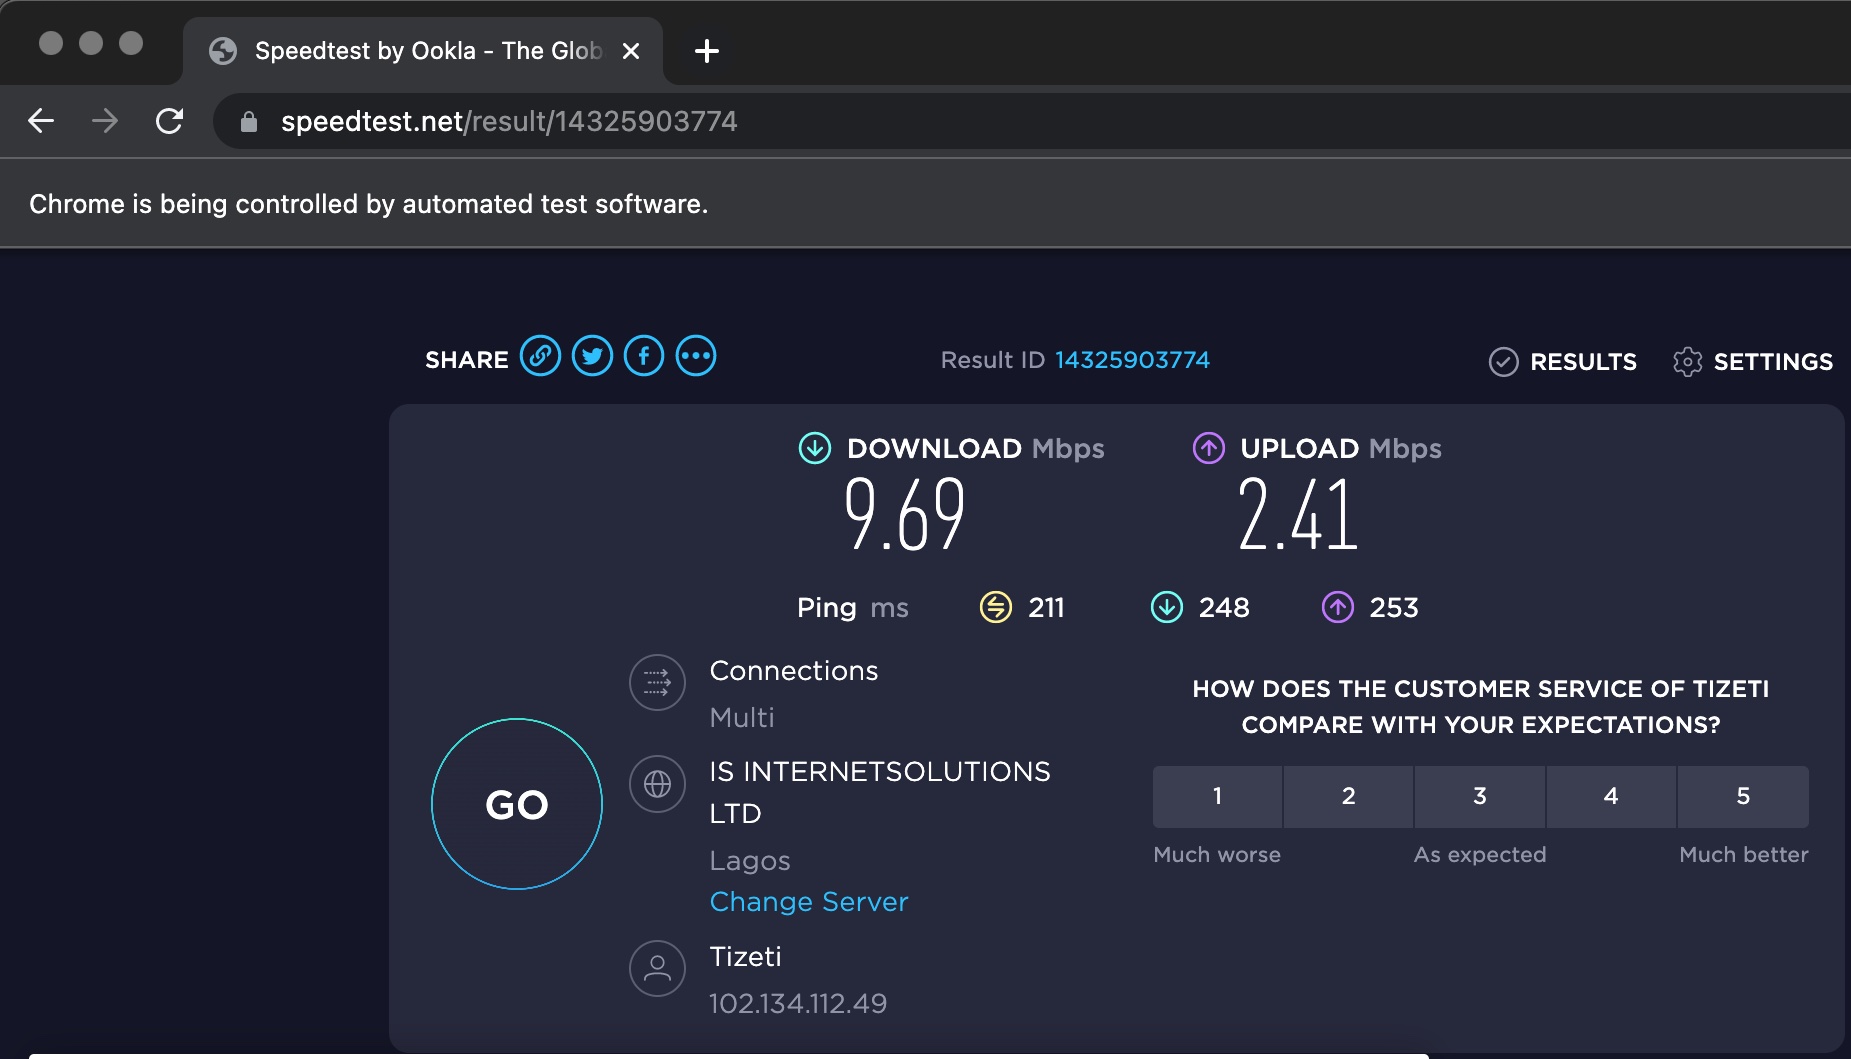 Speedtest by Ookla - The Glob
speedtest.net/result/14325903774
Chrome is being controlled by automated test software.
SHARE
Result ID 14325903774
RESULTS
SETTINGS
DOWNLOAD Mbps
9.69
UPLOAD Mbps
2.41
Ping ms 211 248 253
Connections
Multi
IS INTERNETSOLUTIONS
LTD
Lagos
Change Server
Tizeti
102.134.112.49
GO
HOW DOES THE CUSTOMER SERVICE OF TIZETI
COMPARE WITH YOUR EXPECTATIONS?
1 2 3 4 5
Much worse As expected Much better